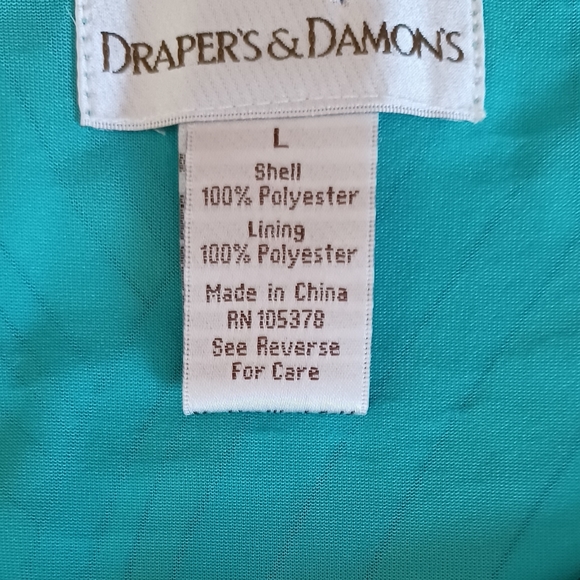 DRAPER'S & DAMON'S
L
Shell
100% Polyester
Lining
100% Polyester
Made in China
RN 105378
See Reverse
For Care